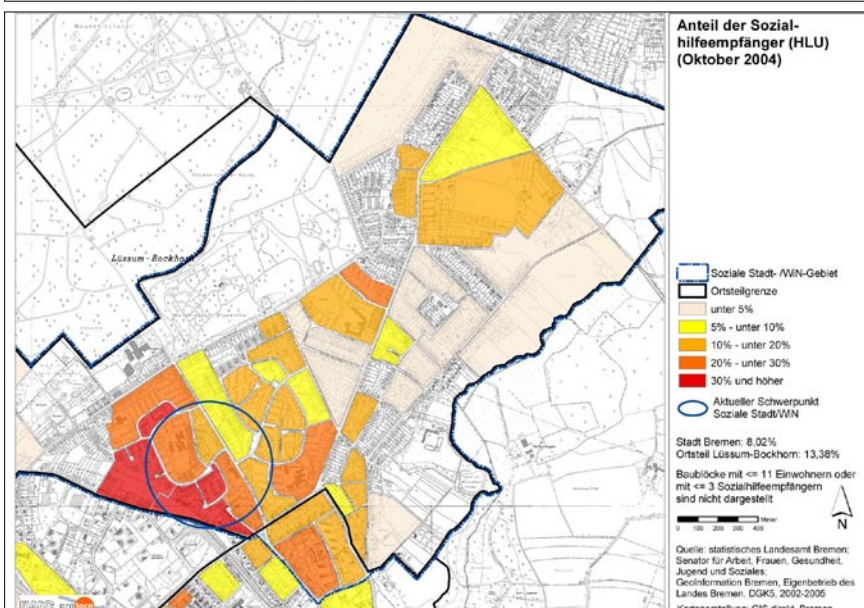 Anteil der Sozial-
hilfeempfänger (HLU)
(Oktober 2004)
Lüssum-Bockhorn
Soziale Stadt- /WiN-Gebiet
Ortsteilgrenze
unter 5%
5% - unter 10%
10% - unter 20%
20% - unter 30%
30% und höher
Aktueller Schwerpunkt
Soziale Stadt/WiN
Stadt Bremen: 8,02%
Ortsteil Lüssum-Bockhorn: 13,38%
Baublöcke mit <= 11 Einwohnern oder
mit <= 3 Sozialhilfeempfängern
sind nicht dargestellt
N
0 100 200 300 400 Meter
Quelle: statistisches Landesamt Bremen;
Senator für Arbeit, Frauen, Gesundheit,
Jugend und Soziales;
GeoInformation Bremen, Eigenbetrieb des
Landes Bremen, DGK5, 2002-2005